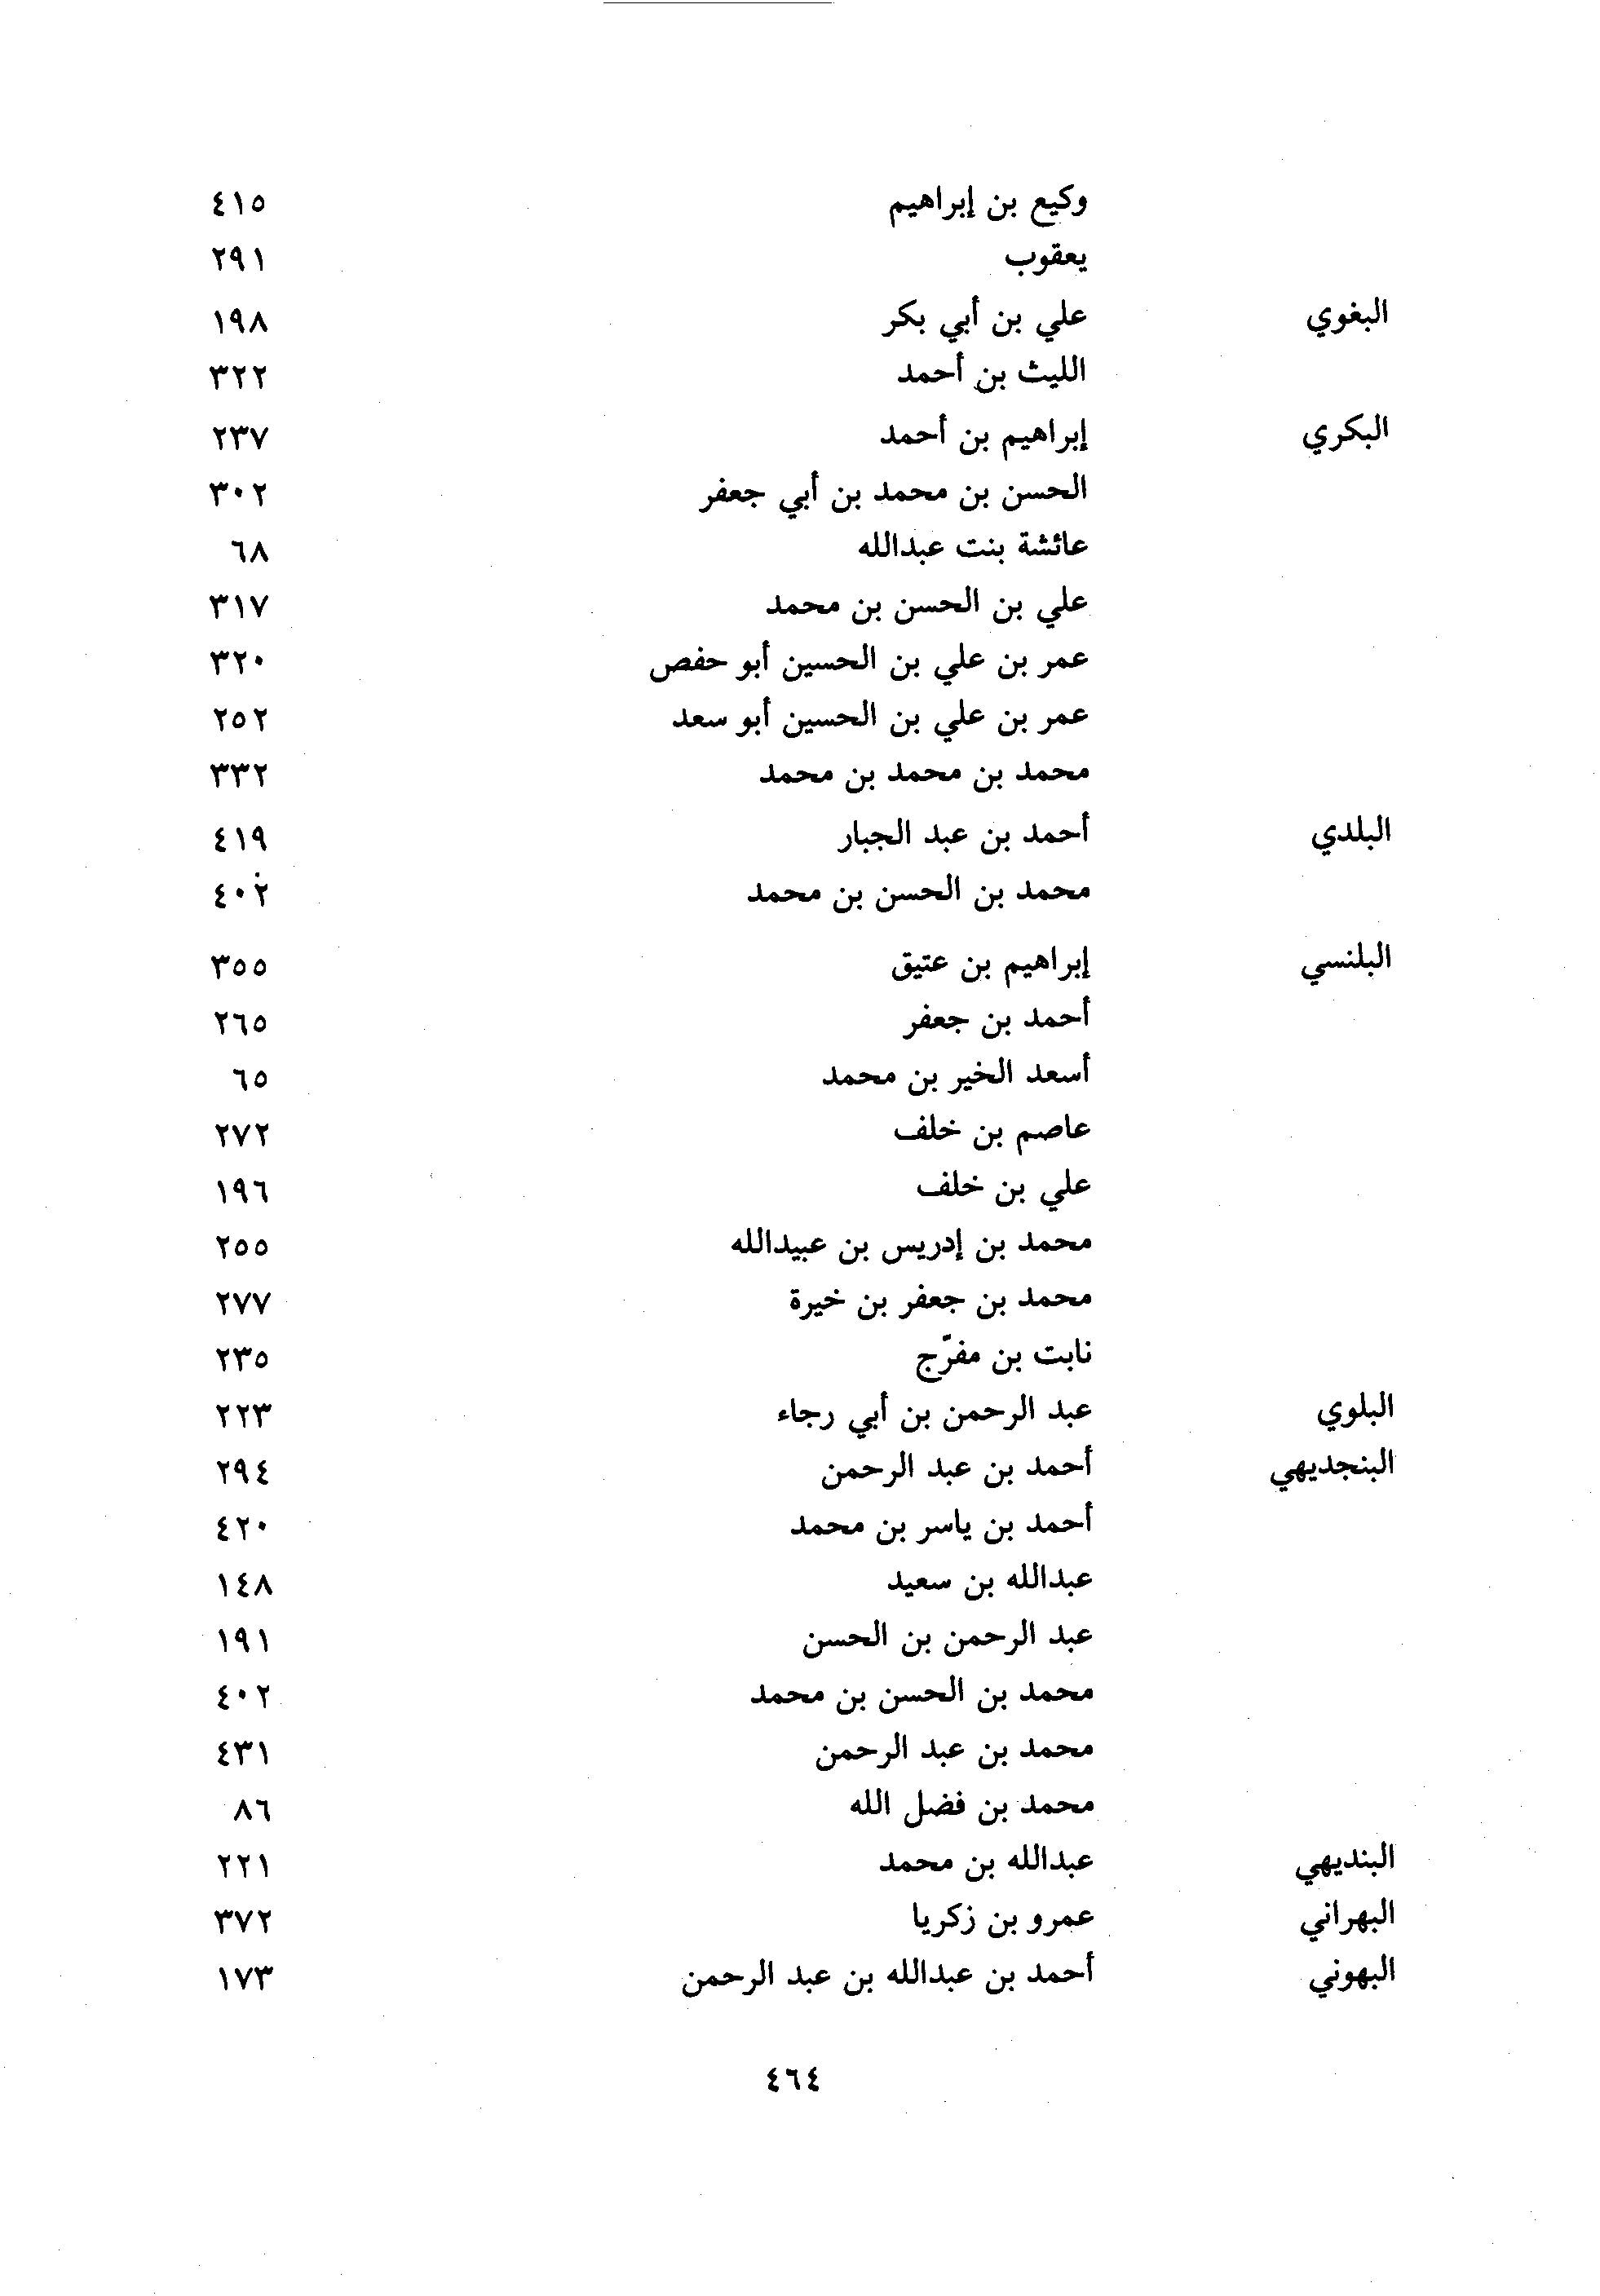 وكيع بن إبراهيم ٤١٥
يعقوب ٢٩١
البغوي علي بن أبي بكر ١٩٨
الليث بن أحمد ٣٢٢
البكري إبراهيم بن أحمد ٢٣٧
الحسن بن محمد بن أبي جعفر ٣٠٢
عائشة بنت عبدالله ٦٨
علي بن الحسن بن محمد ٣١٧
عمر بن علي بن الحسين أبو حفص ٣٢٠
عمر بن علي بن الحسين أبو سعد ٢٥٢
محمد بن محمد بن محمد ٣٣٢
البلدي أحمد بن عبد الجبار ٤١٩
محمد بن الحسن بن محمد ٤٠٢
البلنسي إبراهيم بن عتيق ٣٥٥
أحمد بن جعفر ٢٦٥
أسعد الخير بن محمد ٦٥
عاصم بن خلف ٢٧٢
علي بن خلف ١٩٦
محمد بن إدريس بن عبيدالله ٢٥٥
محمد بن جعفر بن خيرة ٢٧٧
نابت بن مفرّج ٢٣٥
البلوي عبد الرحمن بن أبي رجاء ٢٢٣
البنجديهي أحمد بن عبد الرحمن ٢٩٤
أحمد بن ياسر بن محمد ٤٢٠
عبدالله بن سعيد ١٤٨
عبد الرحمن بن الحسن ١٩١
محمد بن الحسن بن محمد ٤٠٢
محمد بن عبد الرحمن ٤٣١
محمد بن فضل الله ٨٦
البنديهي عبدالله بن محمد ٢٢١
البهراني عمرو بن زكريا ٣٧٢
البهوني أحمد بن عبدالله بن عبد الرحمن ١٧٣
٤٦٤